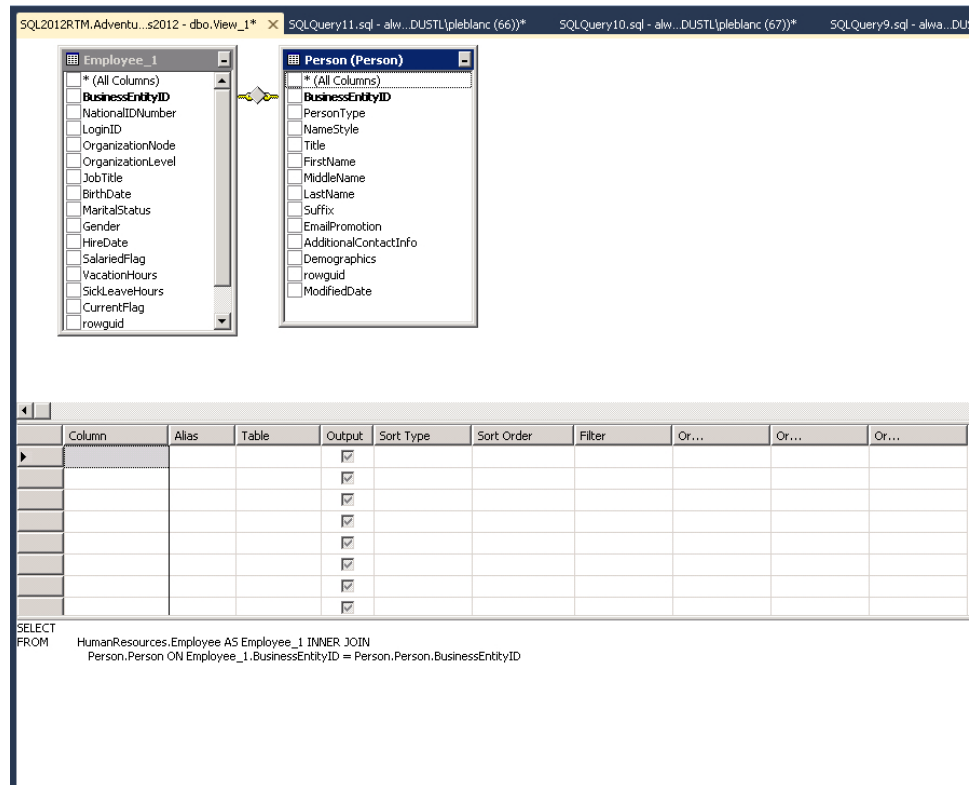 SQL2012RTM.Adventu...s2012 - dbo.View_1* SQLQuery11.sql - alw...DUSTL\pleblanc (66))* SQLQuery10.sql - alw...DUSTL\pleblanc (67))* SQLQuery9.sql - alwa...DUS
Employee_1
* (All Columns)
BusinessEntityID
NationalIDNumber
LoginID
OrganizationNode
OrganizationLevel
JobTitle
BirthDate
MaritalStatus
Gender
HireDate
SalariedFlag
VacationHours
SickLeaveHours
CurrentFlag
rowguid
Person (Person)
* (All Columns)
BusinessEntityID
PersonType
NameStyle
Title
FirstName
MiddleName
LastName
Suffix
EmailPromotion
AdditionalContactInfo
Demographics
rowguid
ModifiedDate
Column Alias Table Output Sort Type Sort Order Filter Or... Or... Or...
SELECT
FROM HumanResources.Employee AS Employee_1 INNER JOIN
Person.Person ON Employee_1.BusinessEntityID = Person.Person.BusinessEntityID